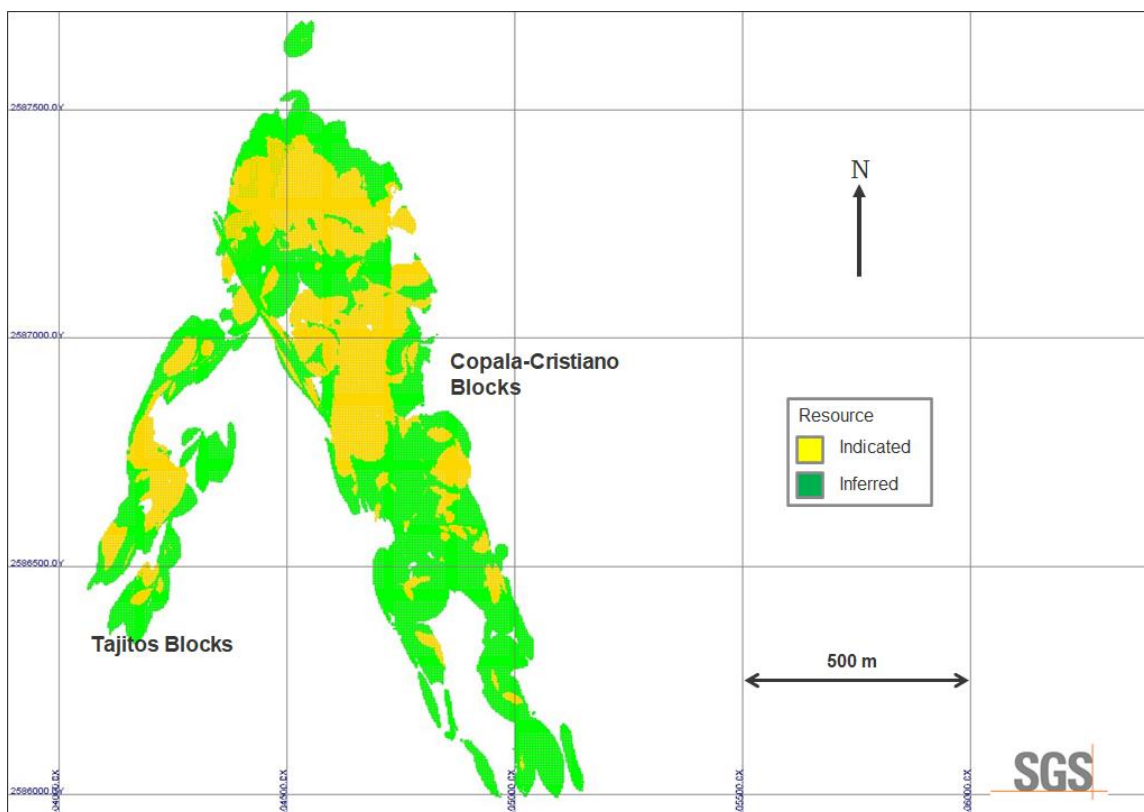 2587500.0Y
N
2587000.0Y
Copala-Cristiano
Blocks
Resource
Indicated
Inferred
2586500.0Y
Tajitos Blocks
500 m
SGS
2586000.0Y